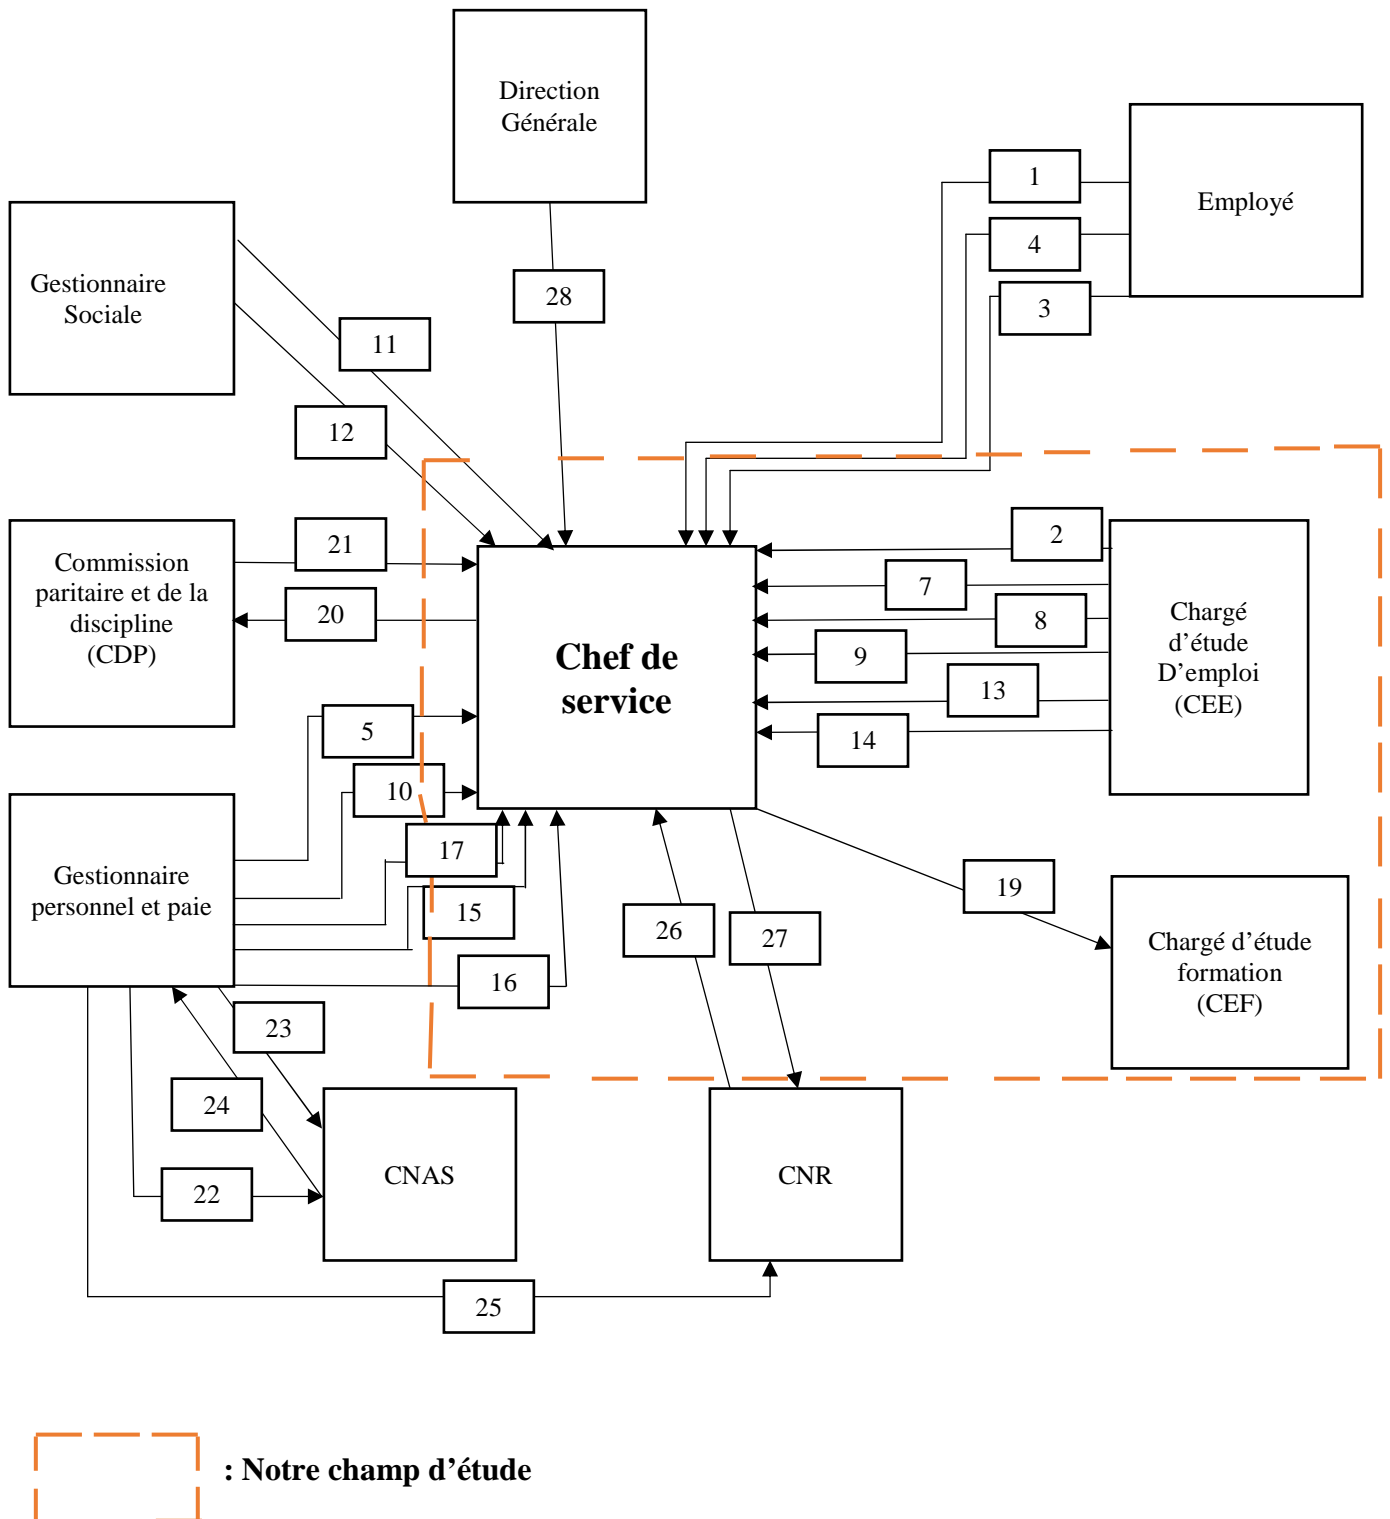 Direction
Générale
1
Employé
4
Gestionnaire
Sociale
28
3
11
12
2
21
Commission
paritaire et de la
discipline
(CDP)
7
20
8
Chargé
d’étude
D’emploi
(CEE)
Chef de
service
9
13
5
14
10
17
Gestionnaire
personnel et paie
19
15
26
27
Chargé d’étude
formation
(CEF)
16
23
24
CNAS
CNR
22
25
: Notre champ d’étude